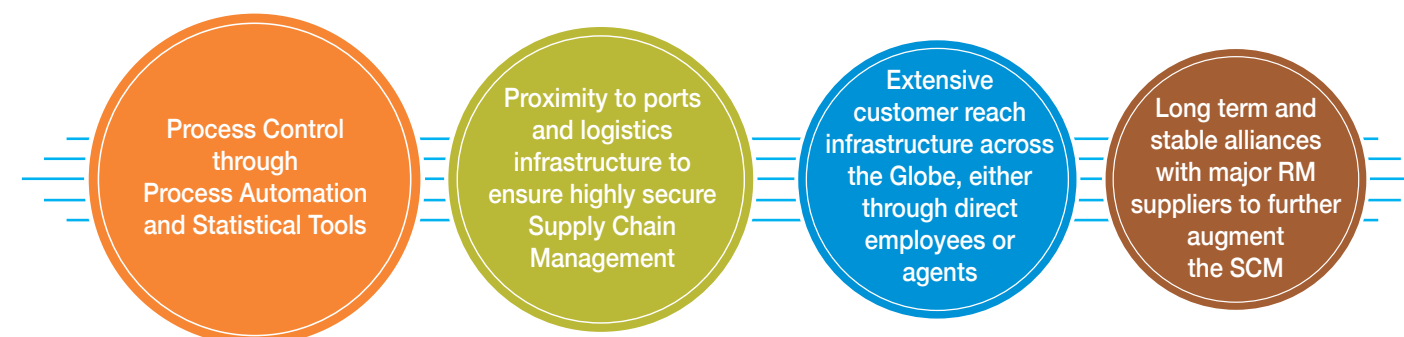 Process Control
through
Process Automation
and Statistical Tools
Proximity to ports
and logistics
infrastructure to
ensure highly secure
Supply Chain
Management
Extensive
customer reach
infrastructure across
the Globe, either
through direct
employees or
agents
Long term and
stable alliances
with major RM
suppliers to further
augment
the SCM